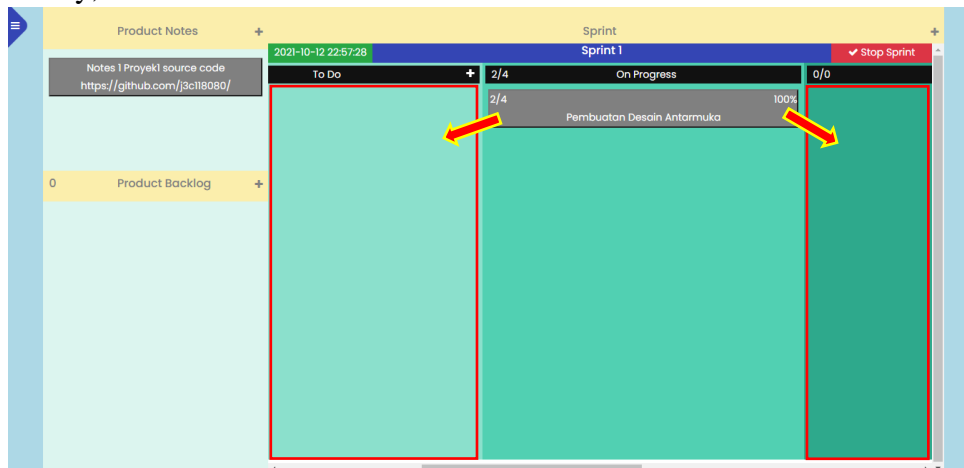 Product Notes +
Sprint +
2021-10-12 22:57:28
Sprint 1
Stop Sprint
Notes 1 Proyek1 source code
https://github.com/j3c118080/
To Do +
2/4 On Progress
0/0
2/4 100%
Pembuatan Desain Antarmuka
0 Product Backlog +